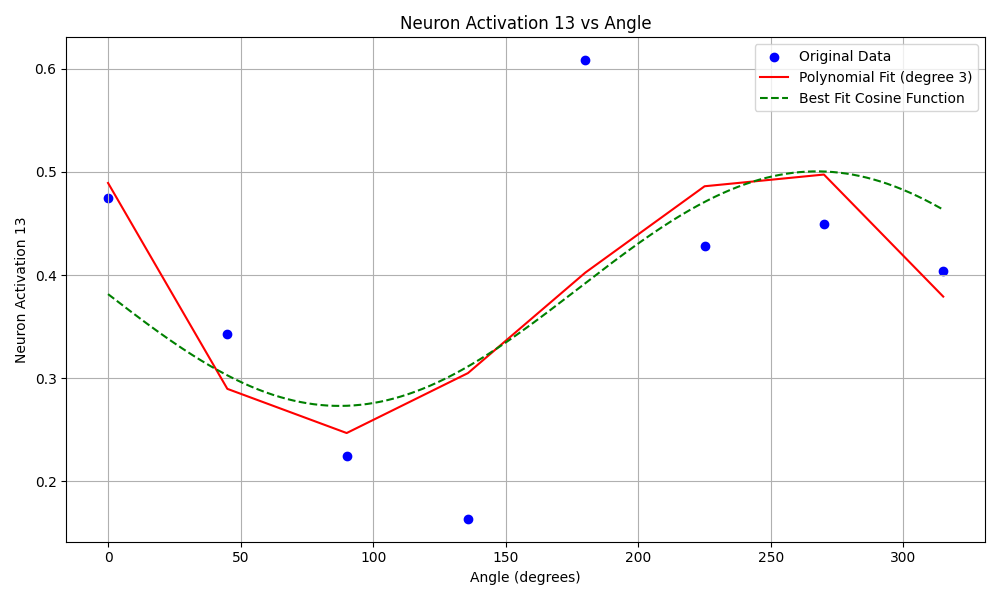 Neuron Activation 13 vs Angle
Original Data
Polynomial Fit (degree 3)
Best Fit Cosine Function
Neuron Activation 13
0.6
0.5
0.4
0.3
0.2
0
50
100
150
200
250
300
Angle (degrees)